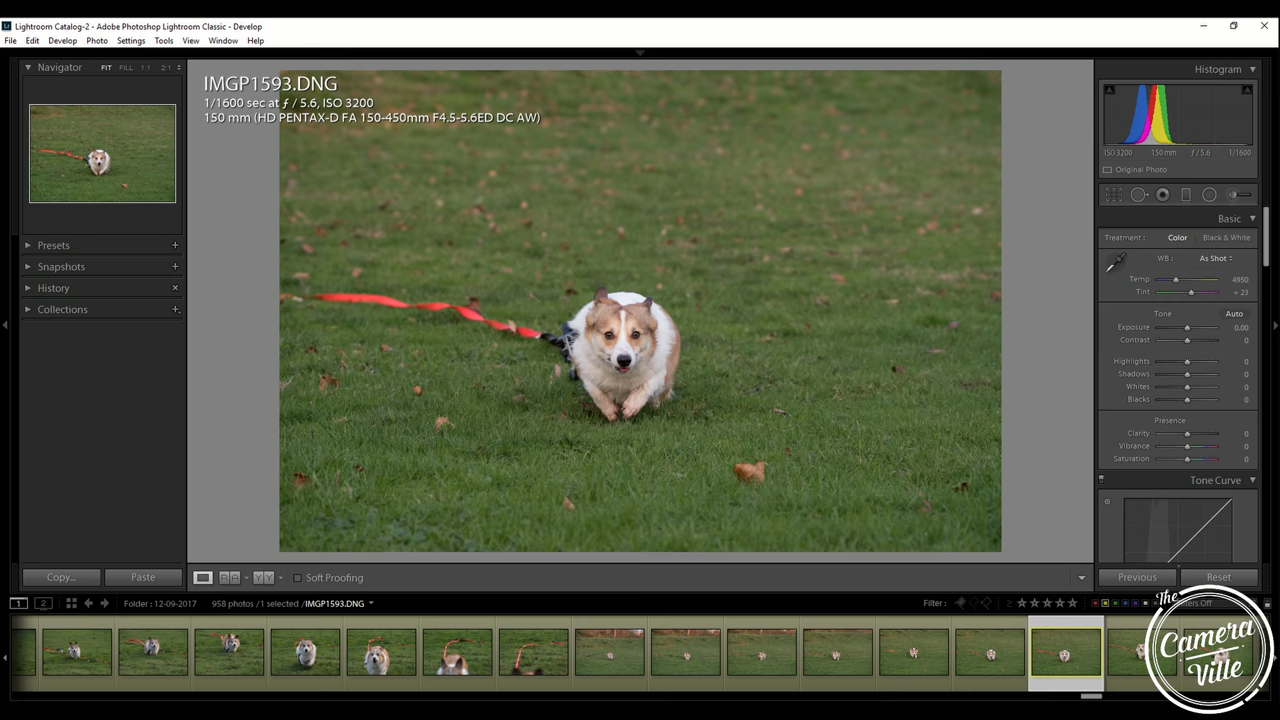 Lightroom Catalog-2 - Adobe Photoshop Lightroom Classic - Develop
File Edit Develop Photo Settings Tools View Window Help
Navigator FIT FILL 1:1 2:1
Presets
Snapshots
History
Collections
Copy... Paste
IMGP1593.DNG
1/1600 sec at ƒ / 5.6, ISO 3200
150 mm (HD PENTAX-D FA 150-450mm F4.5-5.6ED DC AW)
Soft Proofing
Histogram
ISO 3200 150 mm ƒ / 5.6 1/1600
Original Photo
Basic
Treatment: Color Black & White
WB: As Shot
Temp 4950
Tint + 23
Tone Auto
Exposure 0.00
Contrast 0
Highlights 0
Shadows 0
Whites 0
Blacks 0
Presence
Clarity 0
Vibrance 0
Saturation 0
Tone Curve
Previous Reset
1 2 Folder : 12-09-2017 958 photos / 1 selected / IMGP1593.DNG Filter : Off
The
Camera
Ville